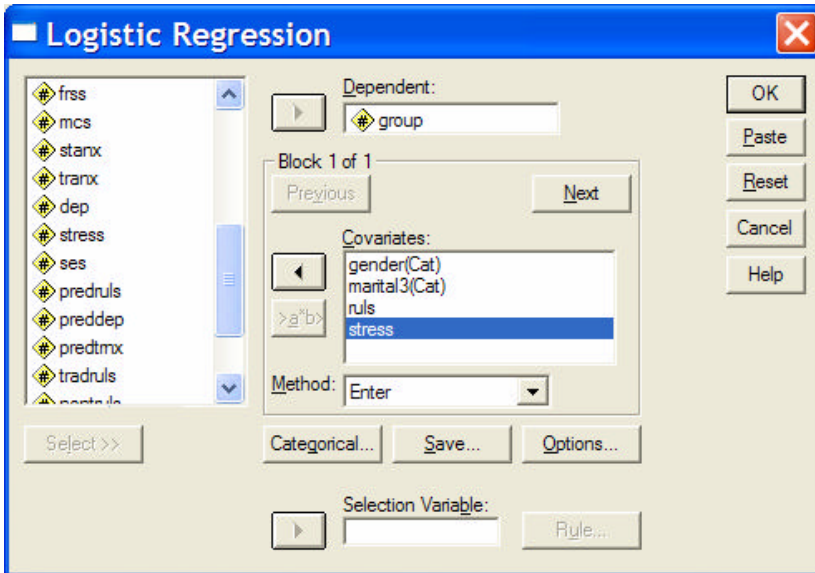 Logistic Regression
frss
mcs
stanx
tranx
dep
stress
ses
predruls
preddep
predtrnx
tradruls
Select >>
Dependent:
group
Block 1 of 1
Previous
Next
Covariates:
gender(Cat)
marital3(Cat)
ruls
stress
>a*b>
Method:
Enter
Categorical...
Save...
Options...
Selection Variable:
Rule...
OK
Paste
Reset
Cancel
Help